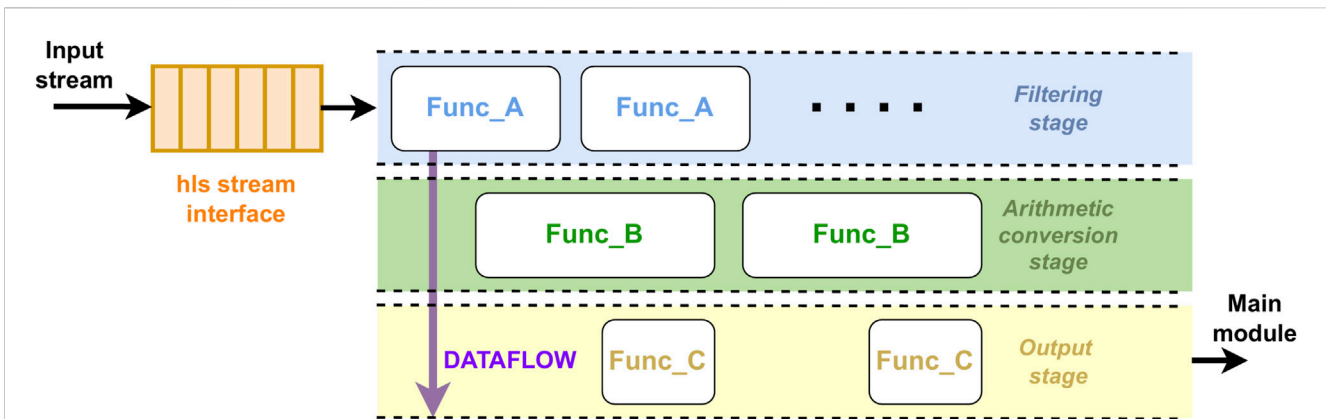 Input
stream
hls stream
interface
Func_A
Func_A
Filtering
stage
Func_B
Func_B
Arithmetic
conversion
stage
DATAFLOW
Func_C
Func_C
Output
stage
Main
module